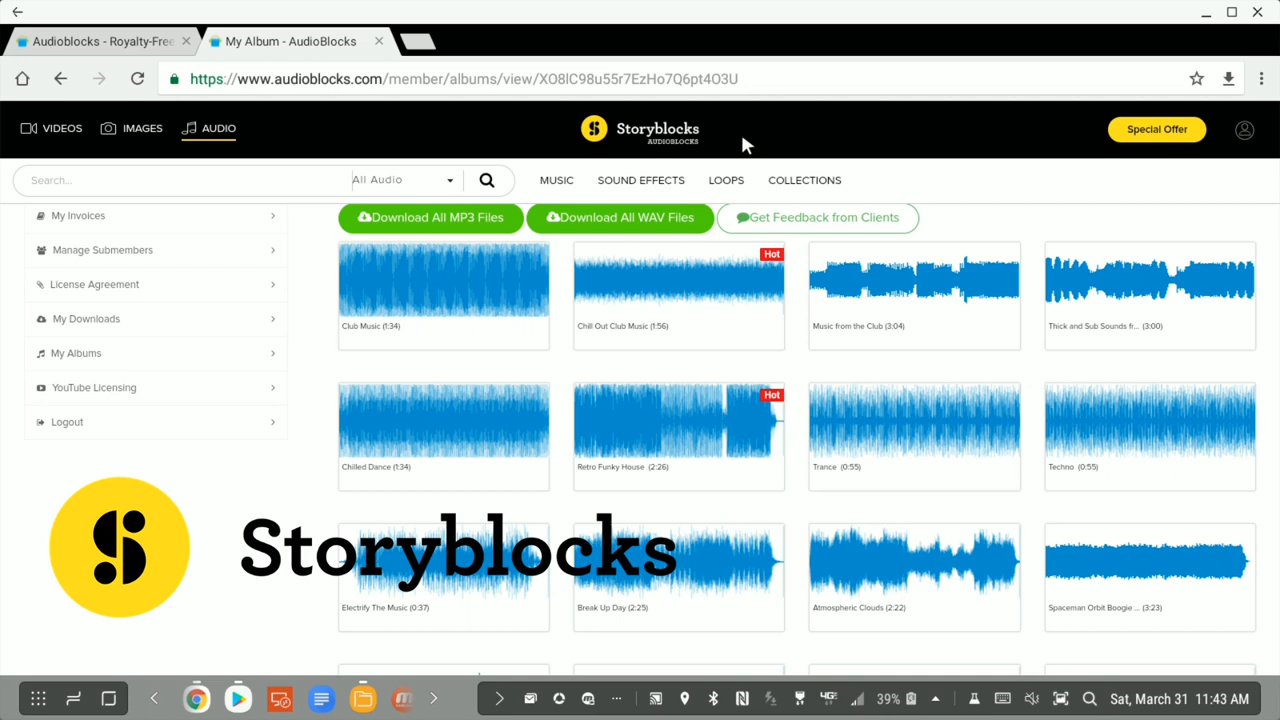 Audioblocks - Royalty-Free
My Album - AudioBlocks
https://www.audioblocks.com/member/albums/view/XO8lC98u55r7EzHo7Q6pt4O3U
VIDEOS
IMAGES
AUDIO
Storyblocks
AUDIOBLOCKS
Special Offer
Search...
All Audio
MUSIC
SOUND EFFECTS
LOOPS
COLLECTIONS
My Invoices
Manage Submembers
License Agreement
My Downloads
My Albums
YouTube Licensing
Logout
Download All MP3 Files
Download All WAV Files
Get Feedback from Clients
Club Music (1:34)
Hot
Chill Out Club Music (1:56)
Music from the Club (3:04)
Thick and Sub Sounds fr... (3:00)
Chilled Dance (1:34)
Hot
Retro Funky House (2:26)
Trance (0:55)
Techno (0:55)
Electrify The Music (0:37)
Break Up Day (2:25)
Atmospheric Clouds (2:22)
Spaceman Orbit Boogie ... (3:23)
Storyblocks
4G
39%
Sat, March 31 11:43 AM